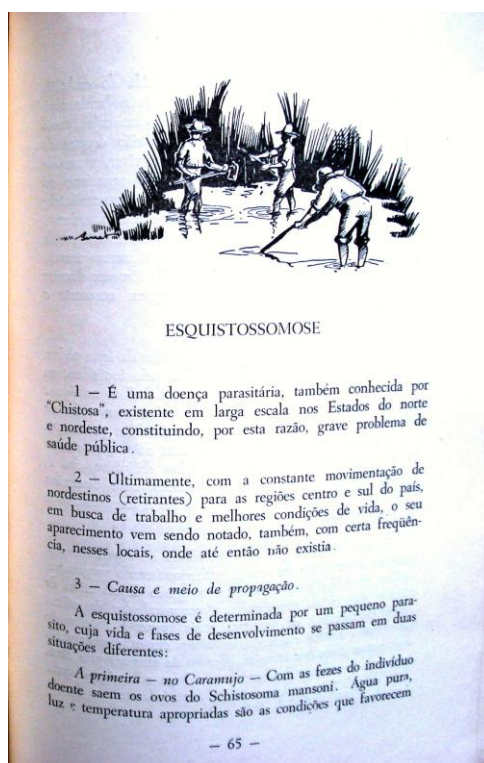 ESQUISTOSSOMOSE
1 — É uma doença parasitária, também conhecida por
"Chistosa", existente em larga escala nos Estados do norte
e nordeste, constituindo, por esta razão, grave problema de
saúde pública.
2 — Ùltimamente, com a constante movimentação de
nordestinos (retirantes) para as regiões centro e sul do país,
em busca de trabalho e melhores condições de vida, o seu
aparecimento vem sendo notado, também, com certa freqüên-
cia, nesses locais, onde até então não existia.
3 — Causa e meio de propagação.
A esquistossomose é determinada por um pequeno para-
sito, cuja vida e fases de desenvolvimento se passam em duas
situações diferentes:
A primeira — no Caramujo — Com as fezes do indivíduo
doente saem os ovos do Schistosoma mansoni. Água pura,
luz e temperatura apropriadas são as condições que favorecem
— 65 —